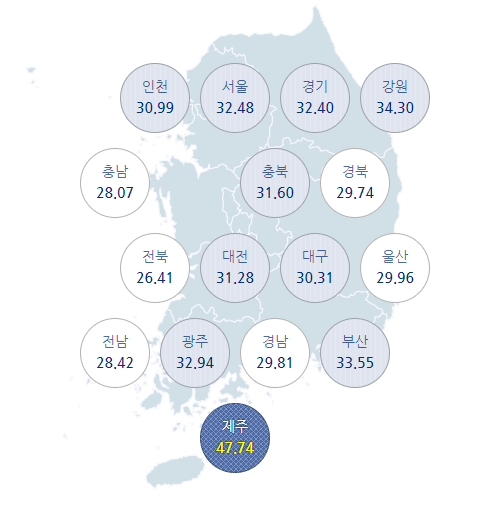 인천
30.99
서울
32.48
경기
32.40
강원
34.30
충남
28.07
충북
31.60
경북
29.74
전북
26.41
대전
31.28
대구
30.31
울산
29.96
전남
28.42
광주
32.94
경남
29.81
부산
33.55
제주
47.74